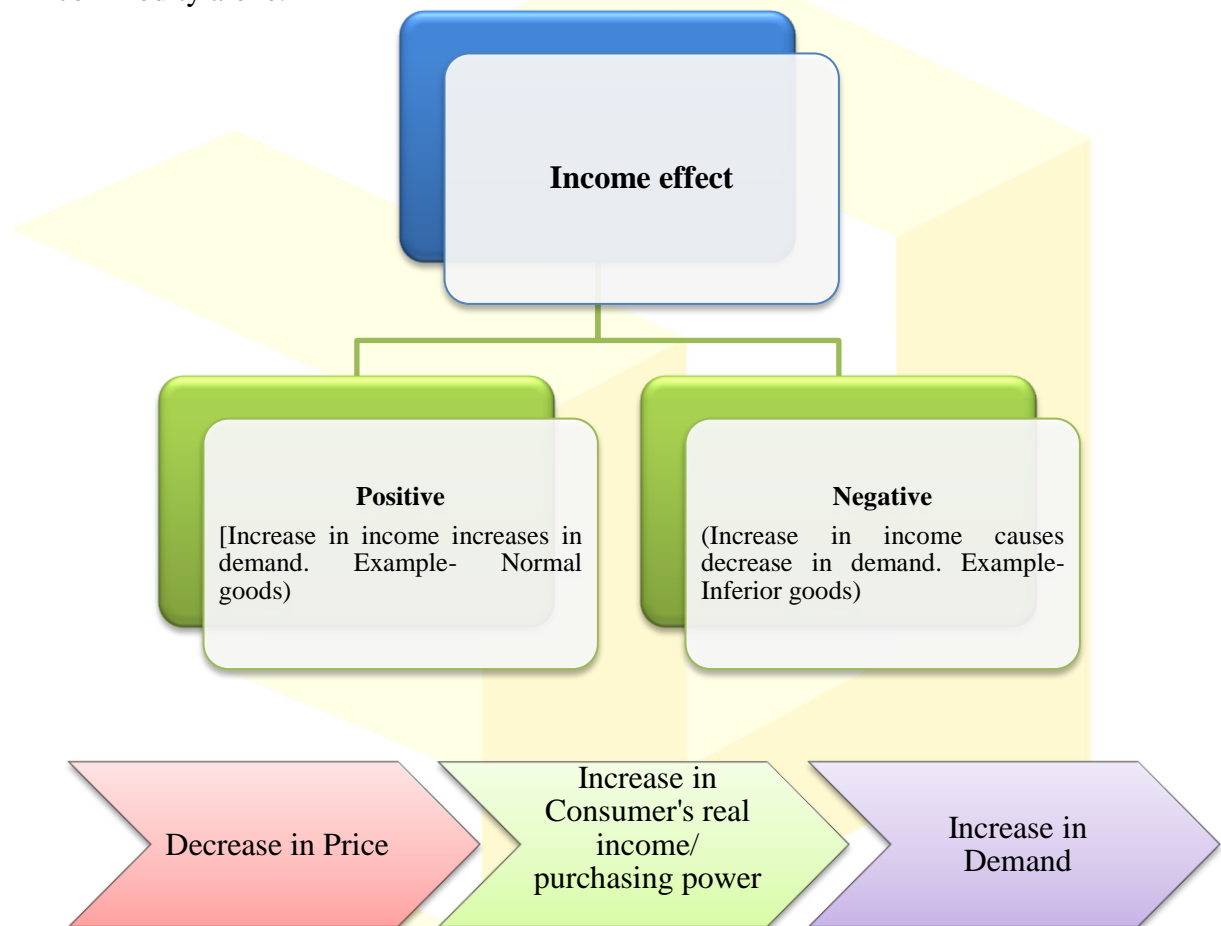 Income effect
Positive
[Increase in income increases in
demand. Example- Normal
goods)
Negative
(Increase in income causes
decrease in demand. Example-
Inferior goods)
Decrease in Price
Increase in
Consumer's real
income/
purchasing power
Increase in
Demand